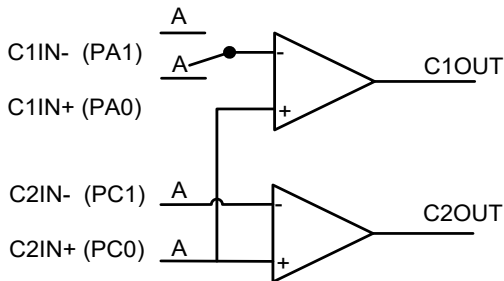 A
C1IN- (PA1)
A
-
C1OUT
C1IN+ (PA0)
+
C2IN- (PC1)
A
-
C2OUT
C2IN+ (PC0)
A
+